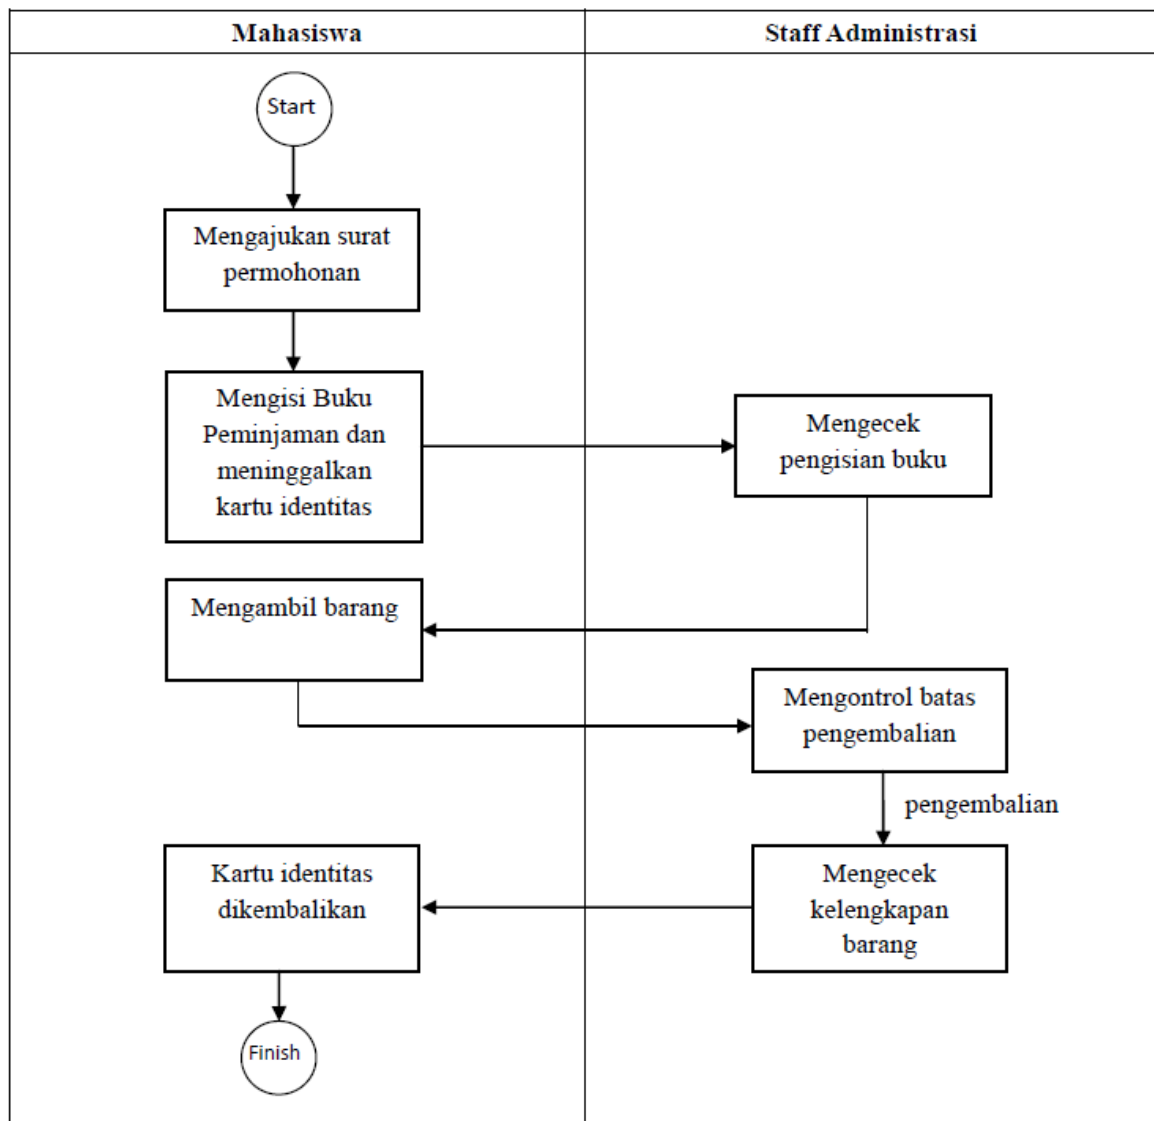 Mahasiswa
Staff Administrasi
Start
Mengajukan surat
permohonan
Mengisi Buku
Peminjaman dan
meninggalkan
kartu identitas
Mengecek
pengisian buku
Mengambil barang
Mengontrol batas
pengembalian
pengembalian
Mengecek
kelengkapan
barang
Kartu identitas
dikembalikan
Finish